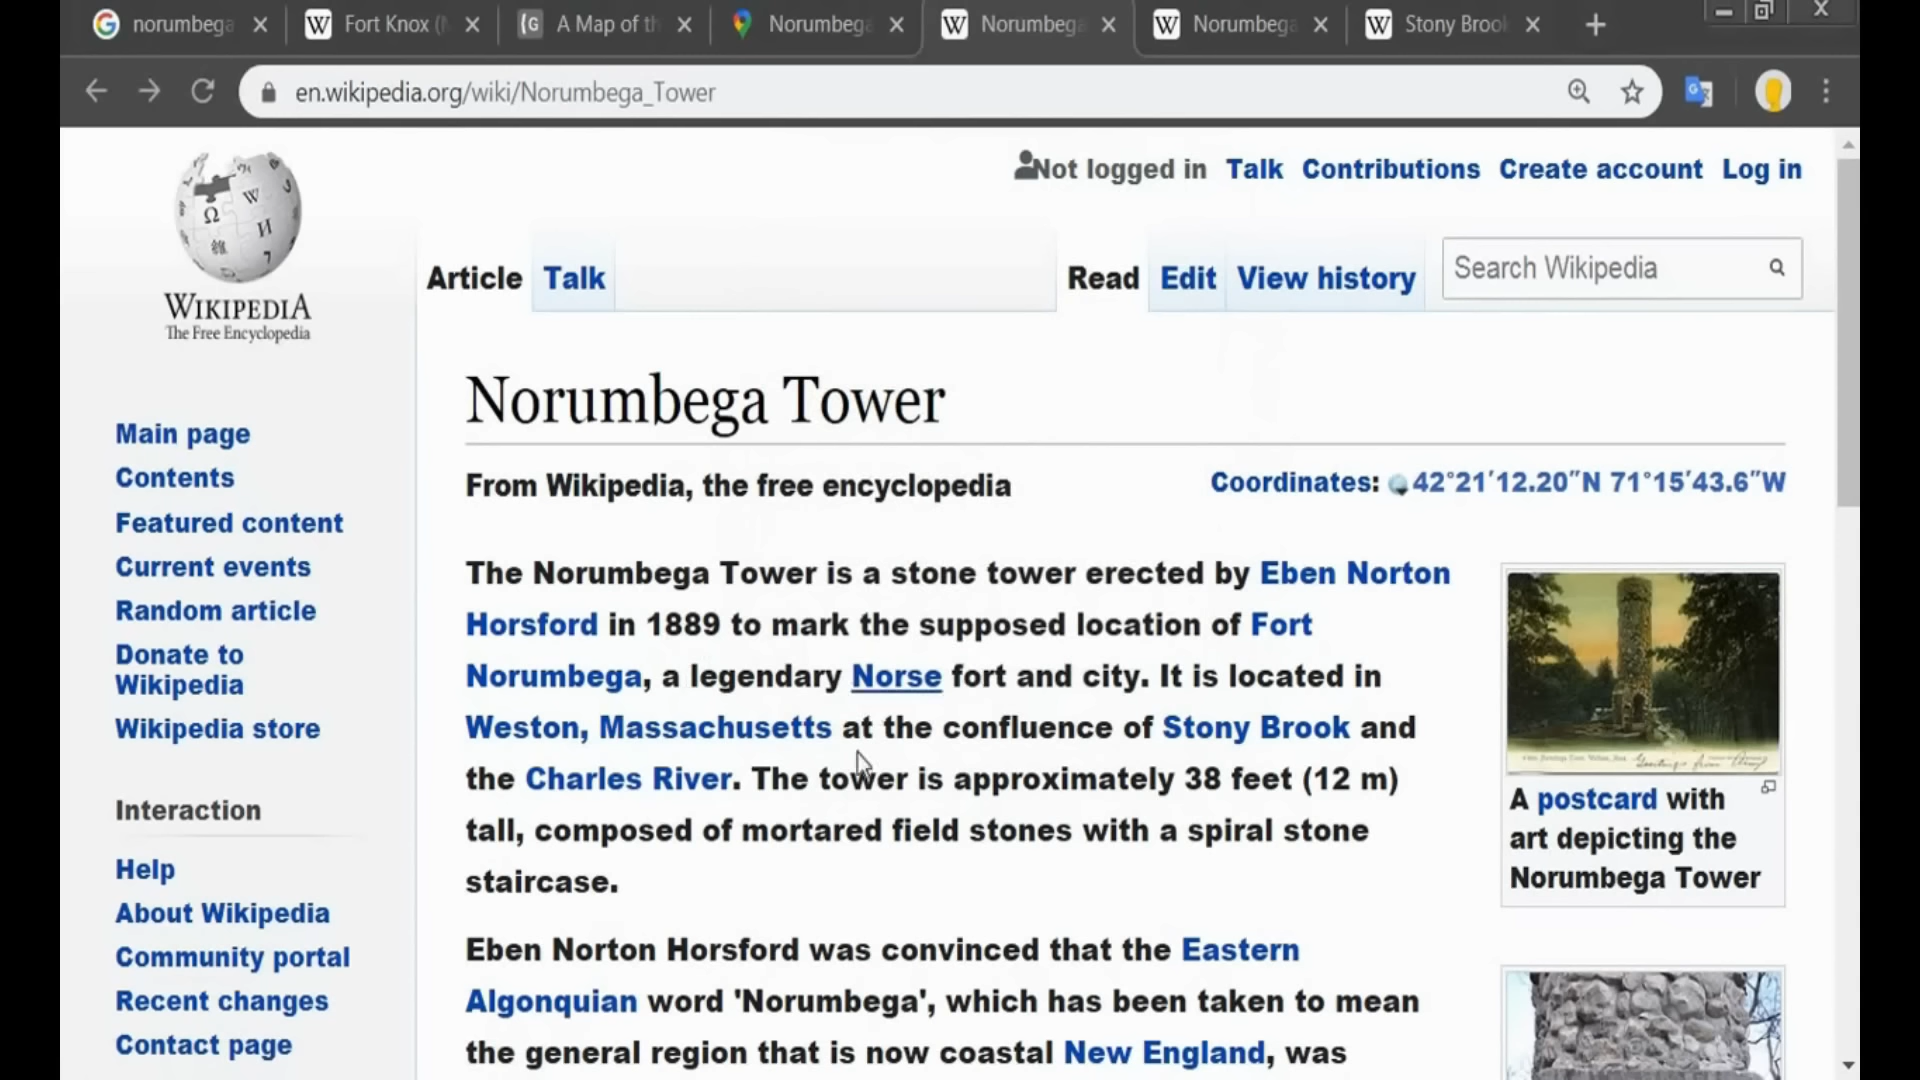 norumbega
Fort Knox (
A Map of th
Norumbega
Norumbega
Norumbega
Stony Brook
en.wikipedia.org/wiki/Norumbega_Tower
Not logged in Talk Contributions Create account Log in
WIKIPEDIA
The Free Encyclopedia
Article Talk Read Edit View history Search Wikipedia
Main page
Contents
Featured content
Current events
Random article
Donate to
Wikipedia
Wikipedia store
Interaction
Help
About Wikipedia
Community portal
Recent changes
Contact page
Norumbega Tower
From Wikipedia, the free encyclopedia
Coordinates: 42°21′12.20″N 71°15′43.6″W
The Norumbega Tower is a stone tower erected by Eben Norton
Horsford in 1889 to mark the supposed location of Fort
Norumbega, a legendary Norse fort and city. It is located in
Weston, Massachusetts at the confluence of Stony Brook and
the Charles River. The tower is approximately 38 feet (12 m)
tall, composed of mortared field stones with a spiral stone
staircase.
Eben Norton Horsford was convinced that the Eastern
Algonquian word 'Norumbega', which has been taken to mean
the general region that is now coastal New England, was
A postcard with
art depicting the
Norumbega Tower